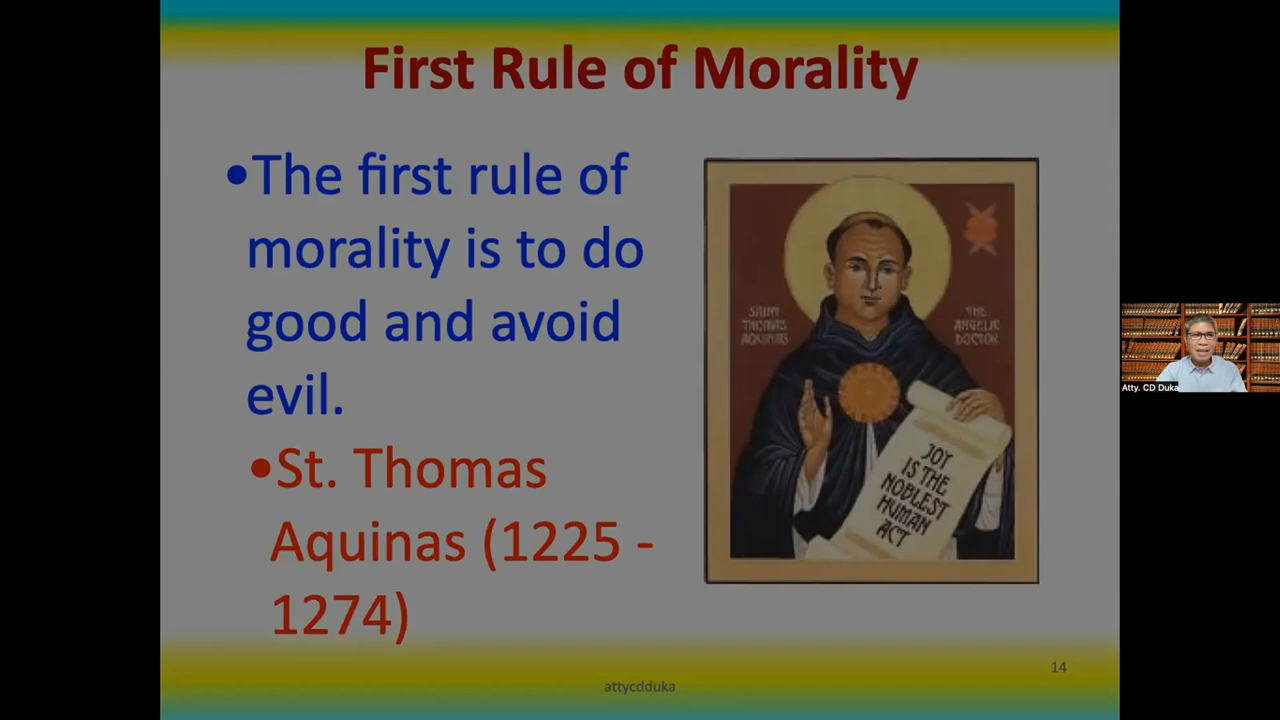 First Rule of Morality
•The first rule of
morality is to do
good and avoid
evil.
•St. Thomas
Aquinas (1225 -
1274)
SAINT
THOMAS
AQUINAS
THE
ANGELIC
DOCTOR
JOY
IS THE
NOBLEST
HUMAN
ACT
Atty. CD Duka
14
attycdduka